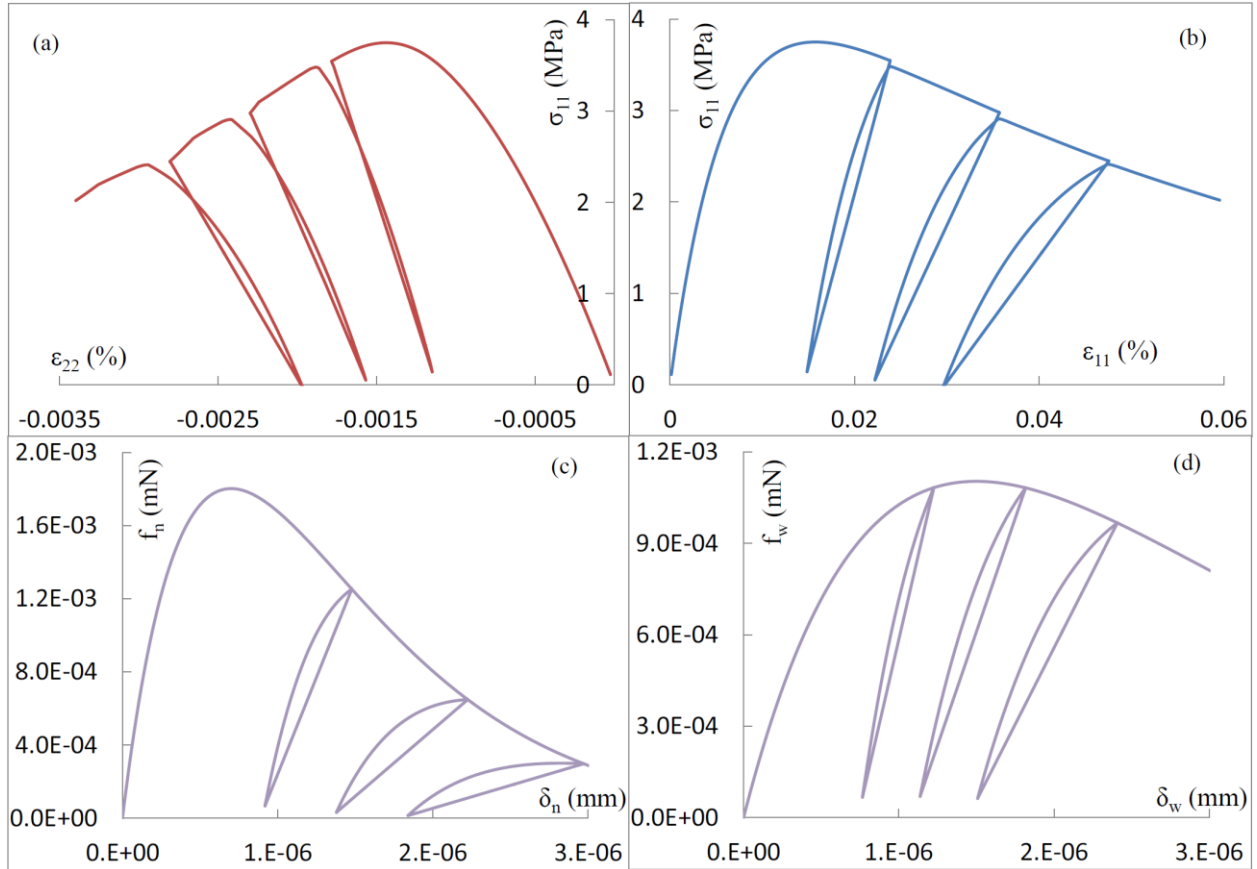 (a)
σ11 (MPa)
4
3
2
1
0
ε22 (%)
-0.0035
-0.0025
-0.0015
-0.0005
(b)
σ11 (MPa)
4
3
2
1
0
ε11 (%)
0
0.02
0.04
0.06
(c)
fn (mN)
2.0E-03
1.6E-03
1.2E-03
8.0E-04
4.0E-04
0.0E+00
δn (mm)
0.E+00
1.E-06
2.E-06
3.E-06
(d)
fw (mN)
1.2E-03
9.0E-04
6.0E-04
3.0E-04
0.0E+00
δw (mm)
0.E+00
1.E-06
2.E-06
3.E-06